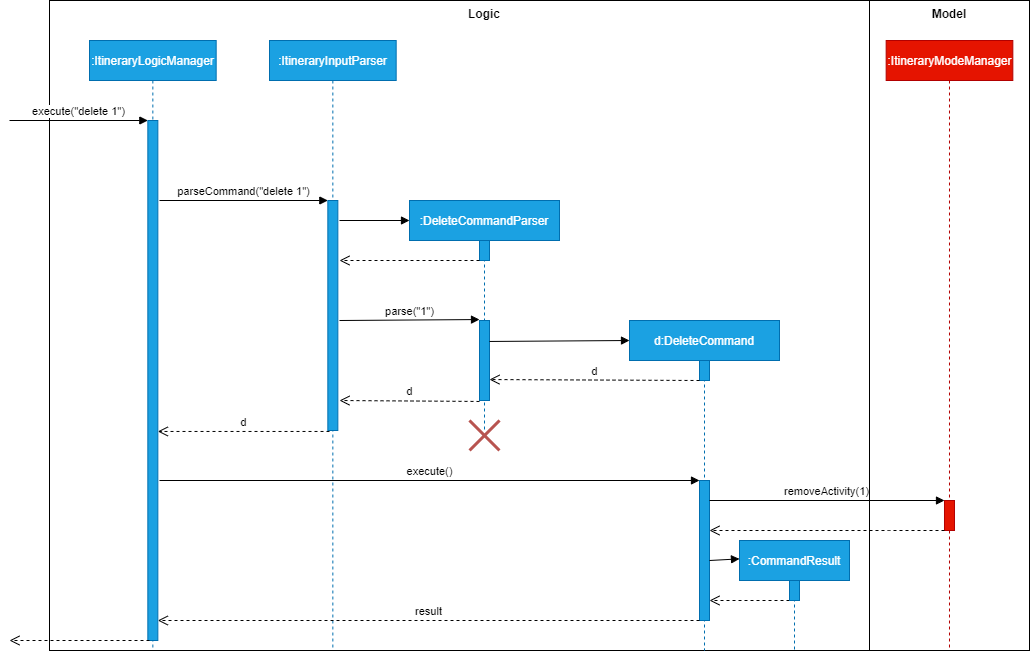 Logic
Model
:ItineraryLogicManager
:ItineraryInputParser
:ItineraryModeManager
execute("delete 1")
parseCommand("delete 1")
:DeleteCommandParser
parse("1")
d:DeleteCommand
d
d
d
execute()
removeActivity(1)
:CommandResult
result